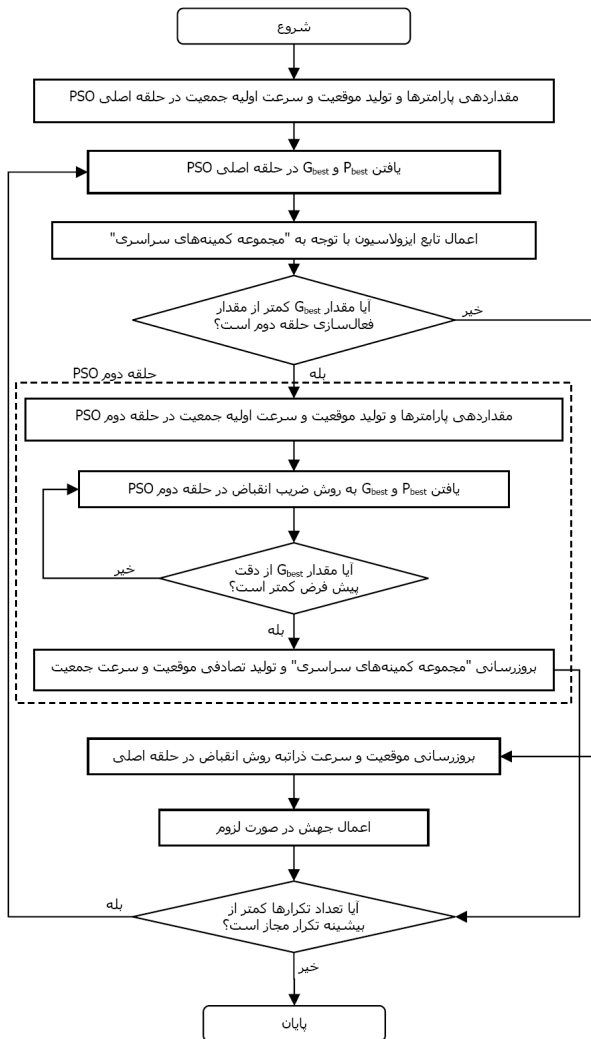 شروع
مقداردهی پارامترها و تولید موقعیت و سرعت اولیه جمعیت در حلقه اصلی PSO
یافتن Pbest و Gbest در حلقه اصلی PSO
اعمال تابع ایزولاسیون با توجه به "مجموعه کمینه‌های سراسری"
آیا مقدار Gbest کمتر از مقدار
فعال‌سازی حلقه دوم است؟
خیر
بله
حلقه دوم PSO
مقداردهی پارامترها و تولید موقعیت و سرعت اولیه جمعیت در حلقه دوم PSO
یافتن Pbest و Gbest به روش ضریب انقباض در حلقه دوم PSO
آیا مقدار Gbest از دقت
پیش فرض کمتر است؟
خیر
بله
بروزرسانی "مجموعه کمینه‌های سراسری" و تولید تصادفی موقعیت و سرعت جمعیت
بروزرسانی موقعیت و سرعت ذراتبه روش انقباض در حلقه اصلی
اعمال جهش در صورت لزوم
آیا تعداد تکرارها کمتر از
بیشینه تکرار مجاز است؟
بله
خیر
پایان